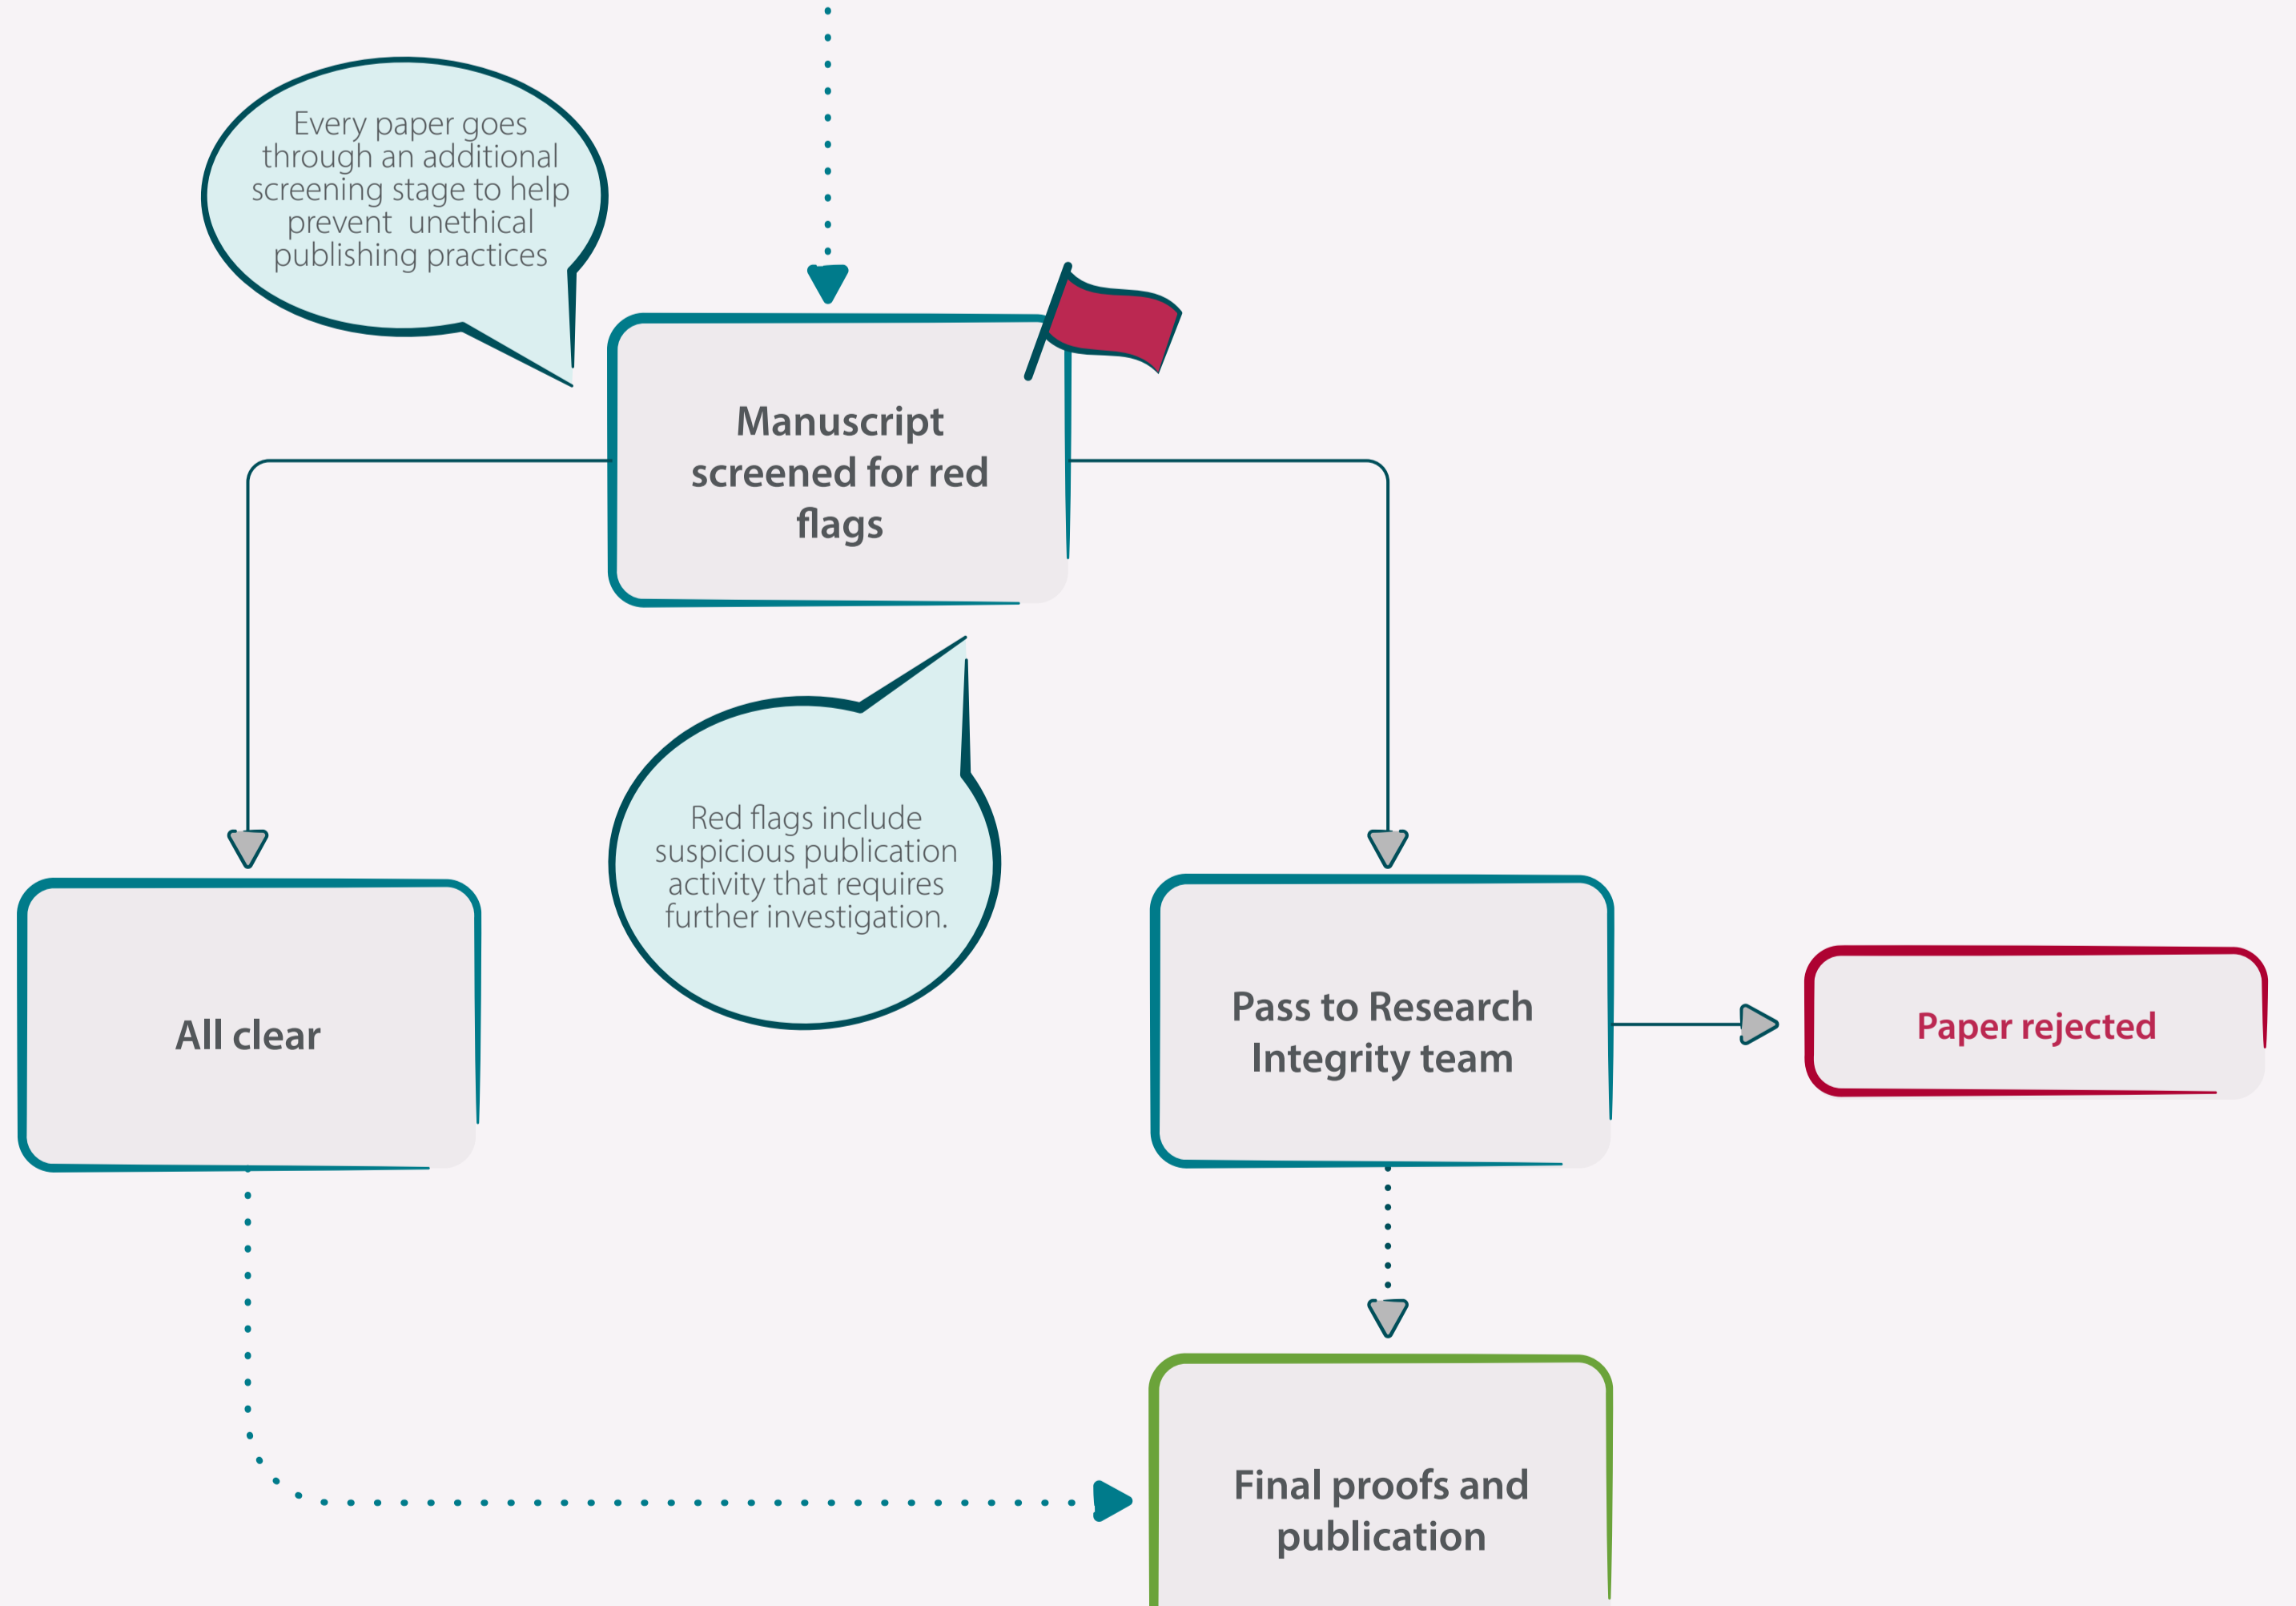 Every paper goes
through an additional
screening stage to help
prevent unethical
publishing practices
Manuscript
screened for red
flags
Red flags include
suspicious publication
activity that requires
further investigation.
All clear
Pass to Research
Integrity team
Paper rejected
Final proofs and
publication